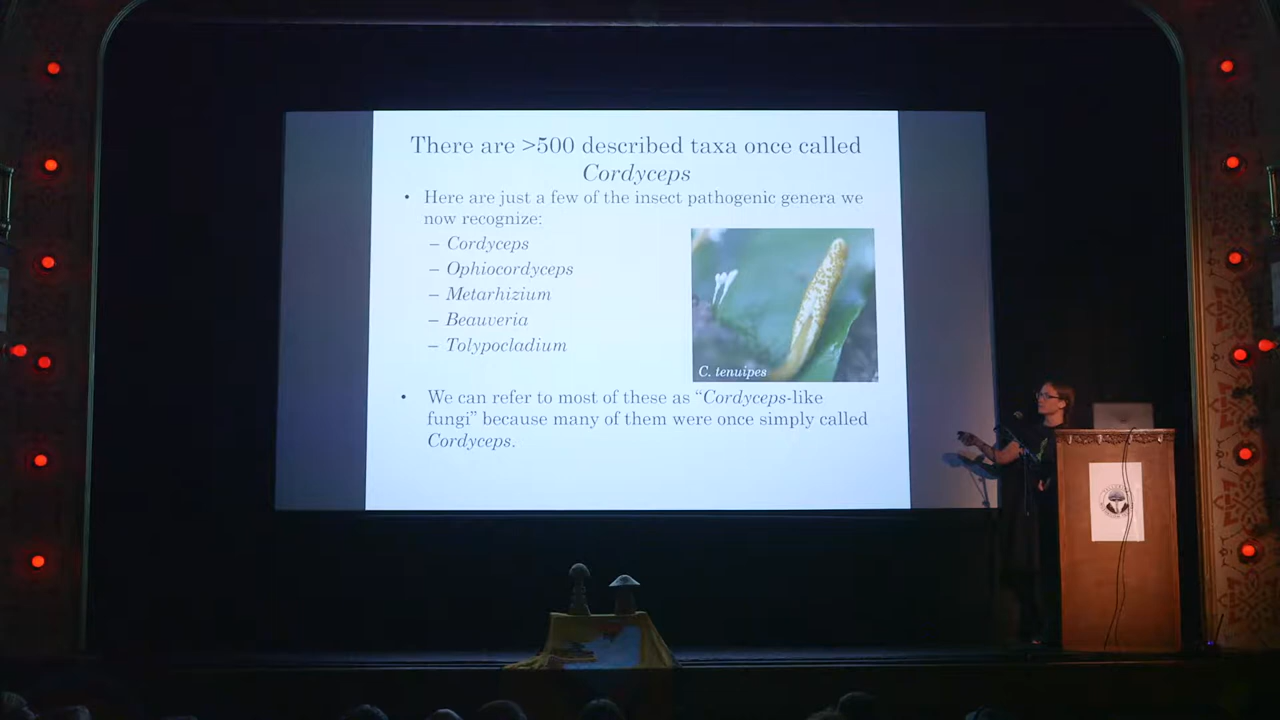 There are >500 described taxa once called
Cordyceps
• Here are just a few of the insect pathogenic genera we
now recognize:
– Cordyceps
– Ophiocordyceps
– Metarhizium
– Beauveria
– Tolypocladium
C. tenuipes
• We can refer to most of these as “Cordyceps-like
fungi” because many of them were once simply called
Cordyceps.